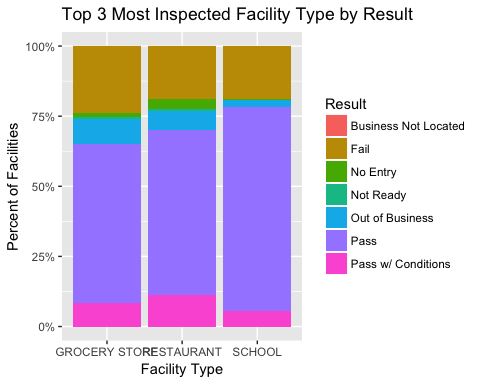 Top 3 Most Inspected Facility Type by Result
100%
75%
50%
25%
0%
Percent of Facilities
GROCERY STORE RESTAURANT SCHOOL
Facility Type
Result
Business Not Located
Fail
No Entry
Not Ready
Out of Business
Pass
Pass w/ Conditions